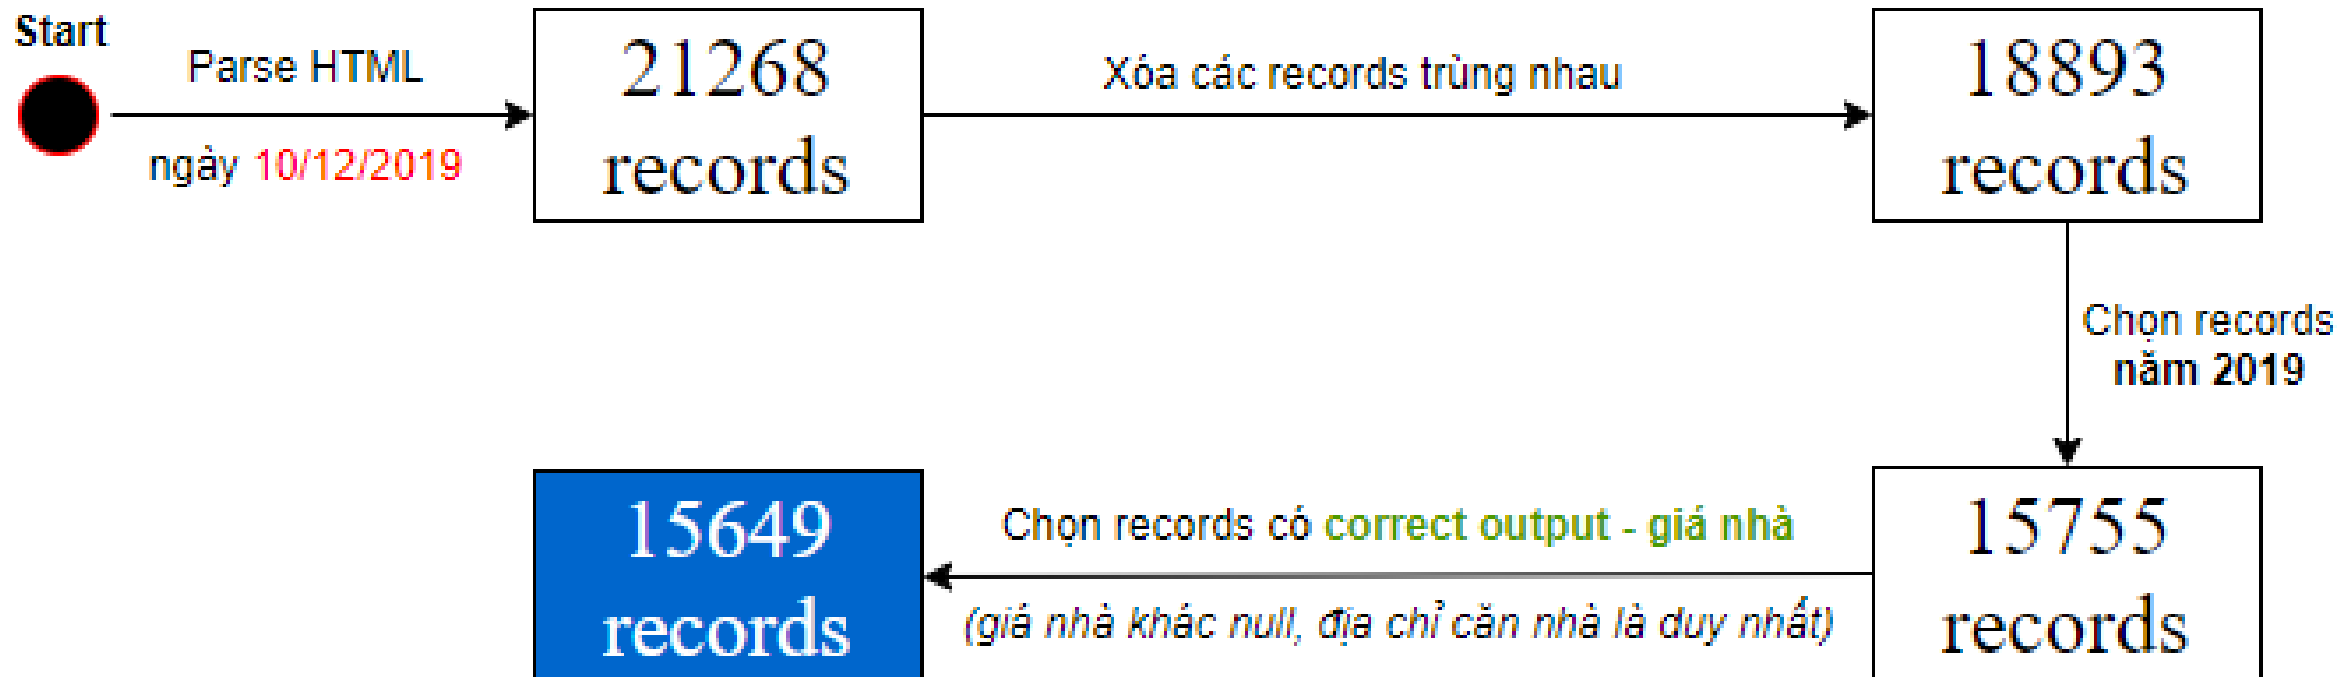 Start
Parse HTML
ngày 10/12/2019
21268
records
Xóa các records trùng nhau
18893
records
Chọn records
năm 2019
15755
records
Chọn records có correct output - giá nhà
(giá nhà khác null, địa chỉ căn nhà là duy nhất)
15649
records